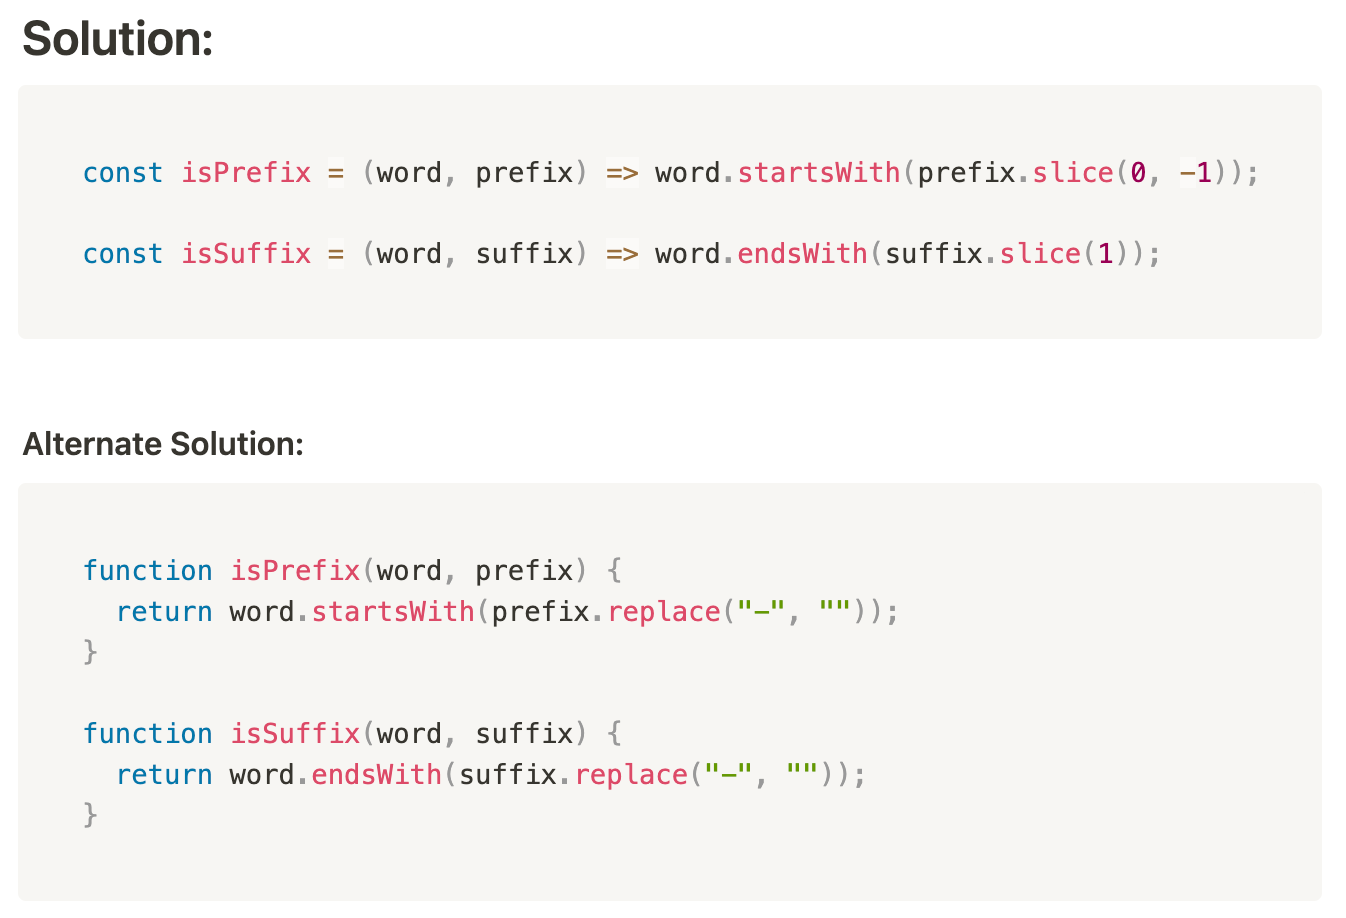 Solution:
const isPrefix = (word, prefix) => word.startsWith(prefix.slice(0, -1));
const isSuffix = (word, suffix) => word.endsWith(suffix.slice(1));
Alternate Solution:
function isPrefix(word, prefix) {
  return word.startsWith(prefix.replace("-", ""));
}
function isSuffix(word, suffix) {
  return word.endsWith(suffix.replace("-", ""));
}